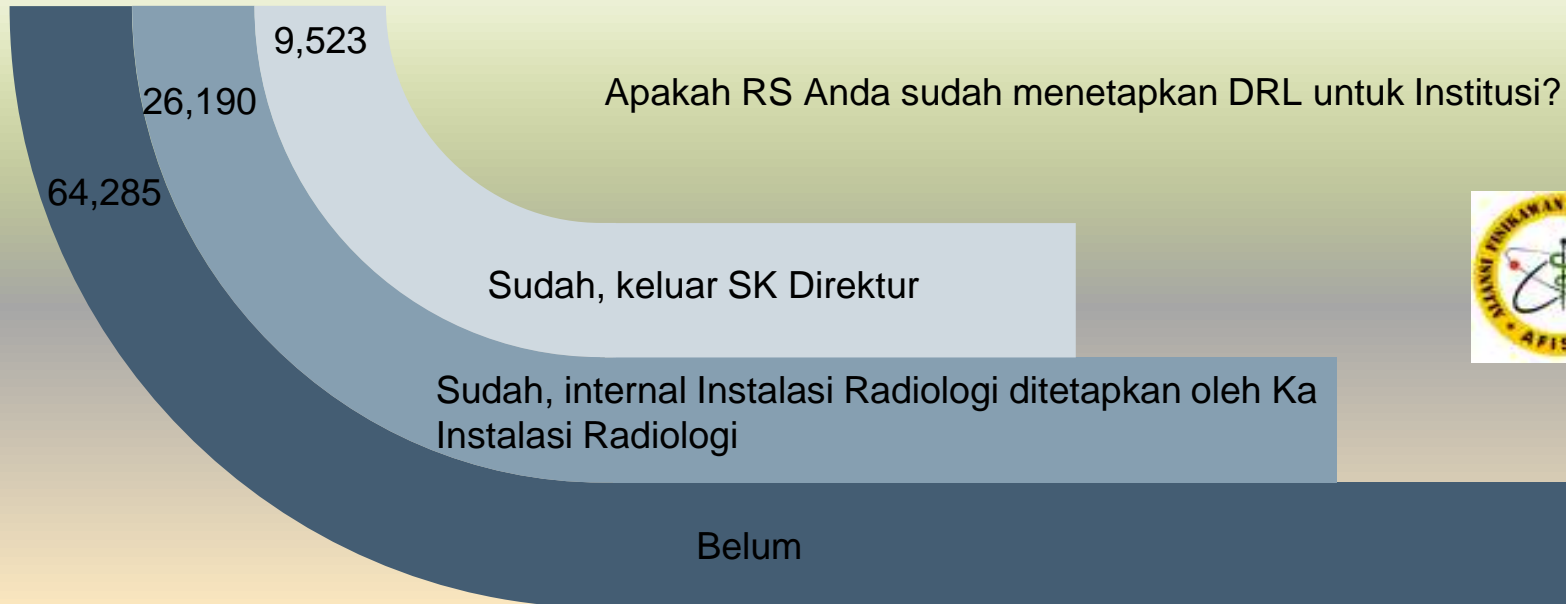 9,523
Apakah RS Anda sudah menetapkan DRL untuk Institusi?
26,190
64,285
Sudah, keluar SK Direktur
Sudah, internal Instalasi Radiologi ditetapkan oleh Ka
Instalasi Radiologi
Belum